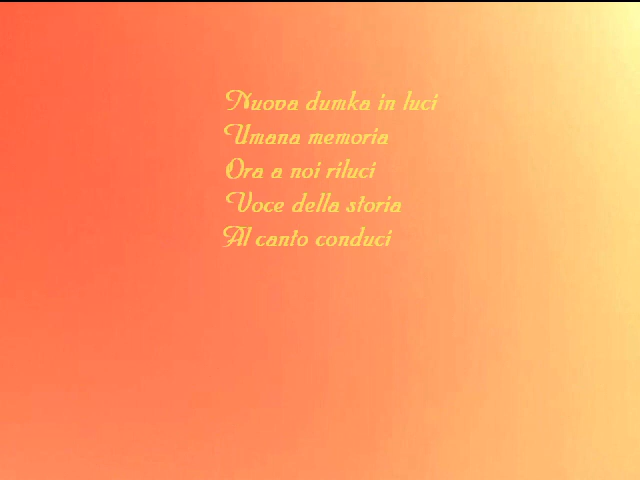 Nuova dumka in luci
Umana memoria
Ora a noi riluci
Voce della storia
Al canto conduci